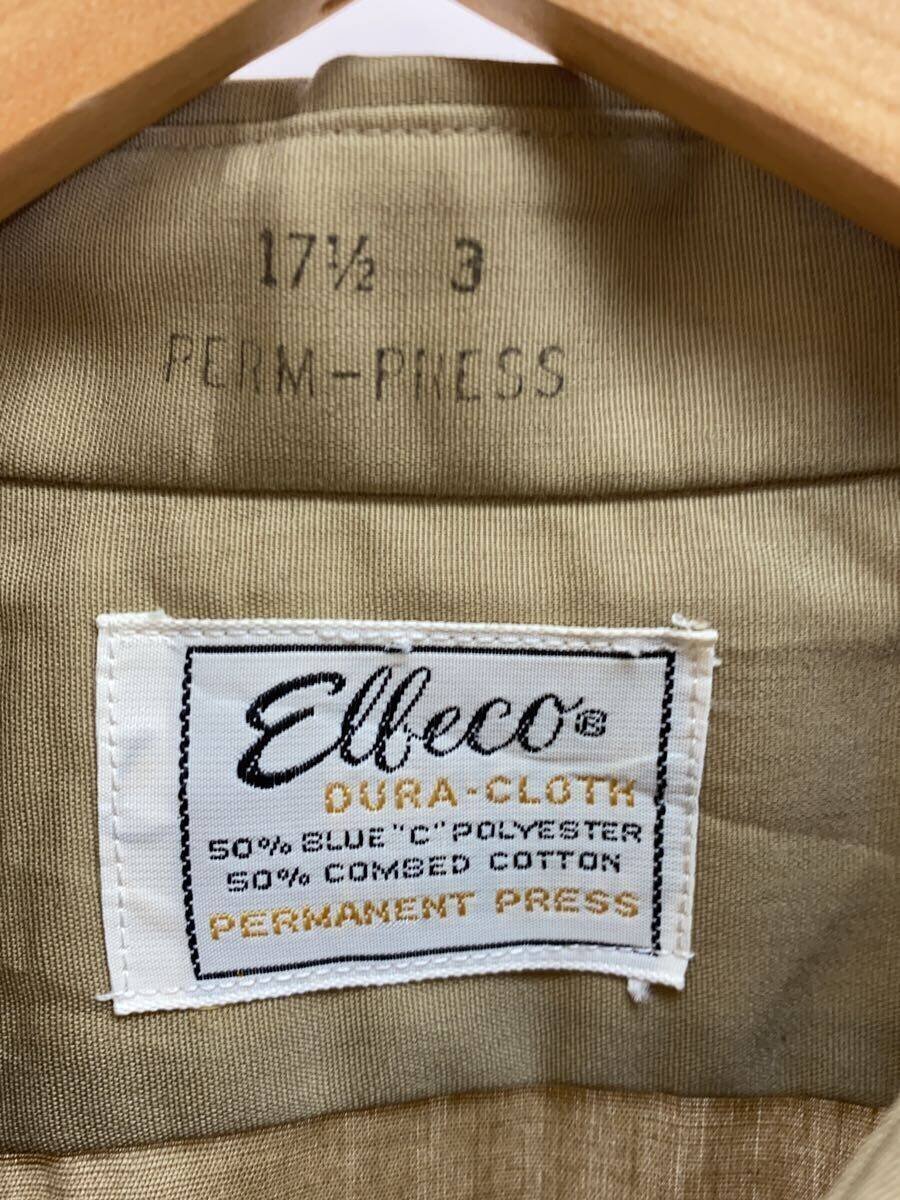 17½ 3
PERM-PRESS
Elbeco®
DURA-CLOTH
50% BLUE "C" POLYESTER
50% COMBED COTTON
PERMANENT PRESS